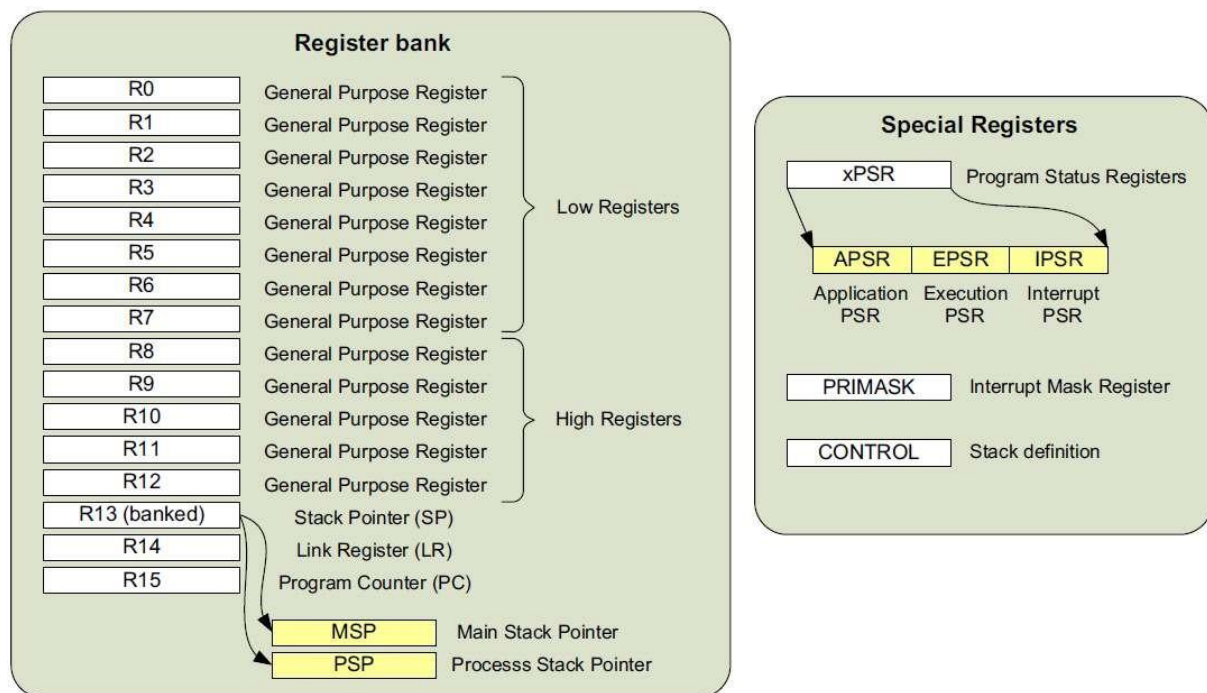 Register bank
R0 General Purpose Register
R1 General Purpose Register
R2 General Purpose Register
R3 General Purpose Register
R4 General Purpose Register
R5 General Purpose Register
R6 General Purpose Register
R7 General Purpose Register
Low Registers
R8 General Purpose Register
R9 General Purpose Register
R10 General Purpose Register
R11 General Purpose Register
R12 General Purpose Register
High Registers
R13 (banked) Stack Pointer (SP)
R14 Link Register (LR)
R15 Program Counter (PC)
MSP Main Stack Pointer
PSP Processs Stack Pointer
Special Registers
xPSR Program Status Registers
APSR EPSR IPSR
Application Execution Interrupt
PSR PSR PSR
PRIMASK Interrupt Mask Register
CONTROL Stack definition